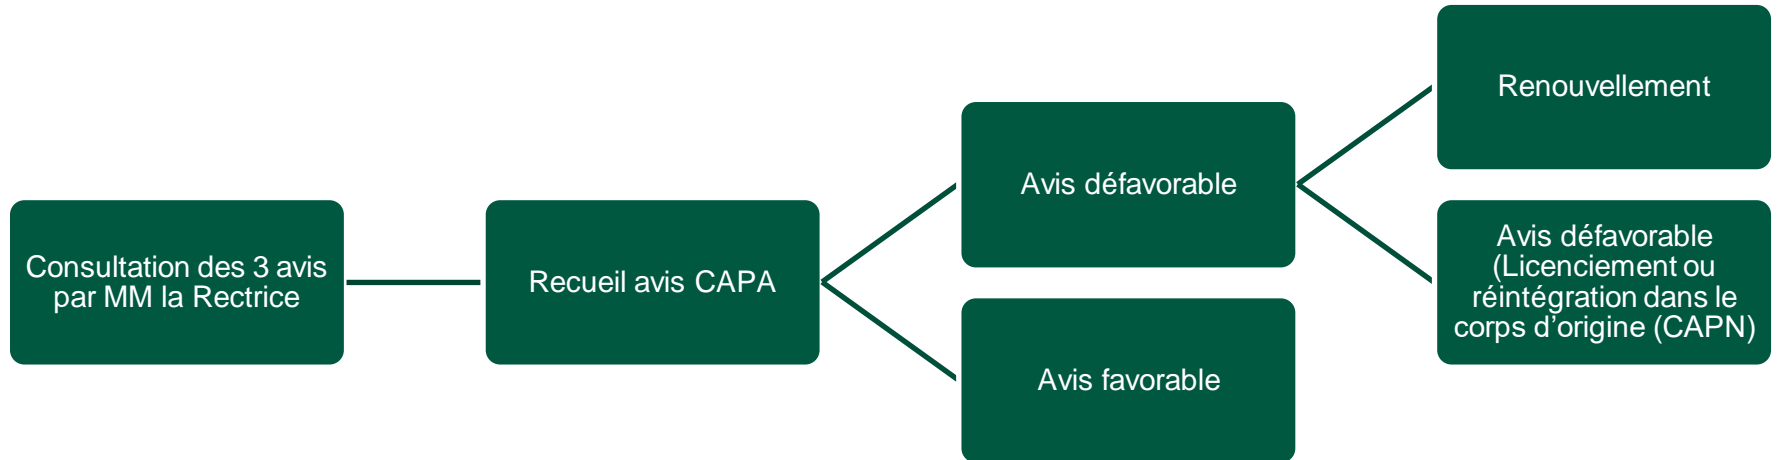 Consultation des 3 avis
par MM la Rectrice
Recueil avis CAPA
Avis défavorable
Avis favorable
Renouvellement
Avis défavorable
(Licenciement ou
réintégration dans le
corps d’origine (CAPN)